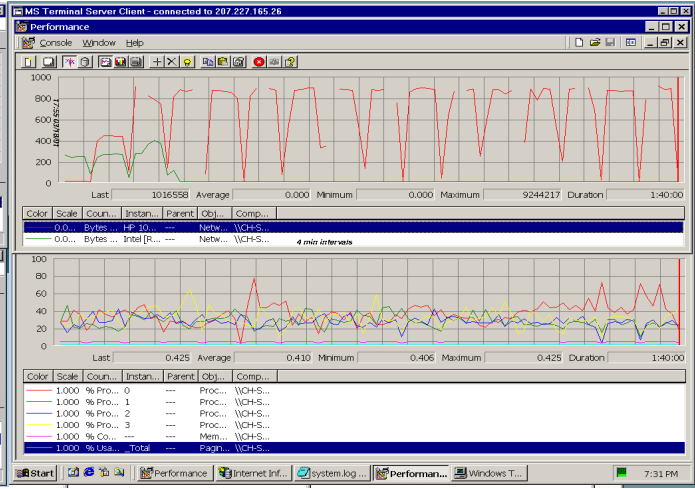 MS Terminal Server Client - connected to 207.227.165.26
Performance
Console Window Help
1000
800
600
400
200
0
17:55 07/18/01
Last 1016558 Average 0.000 Minimum 0.000 Maximum 9244217 Duration 1:40:00
Color Scale Coun... Instan... Parent Obj... Comp...
0.0... Bytes ... HP 10... --- Netw... \\CH-S...
0.0... Bytes ... Intel[R... --- Netw... \\CH-S...
4 min intervals
100
80
60
40
20
0
Last 0.425 Average 0.410 Minimum 0.406 Maximum 0.425 Duration 1:40:00
Color Scale Coun... Instan... Parent Obj... Comp...
1.000 % Pro... 0 --- Proc... \\CH-S...
1.000 % Pro... 1 --- Proc... \\CH-S...
1.000 % Pro... 2 --- Proc... \\CH-S...
1.000 % Pro... 3 --- Proc... \\CH-S...
1.000 % Co... --- --- Mem... \\CH-S...
1.000 % Usa... _Total --- Pagin... \\CH-S...
Start Performance Internet Inf... system.log ... Performan... Windows T... 7:31 PM